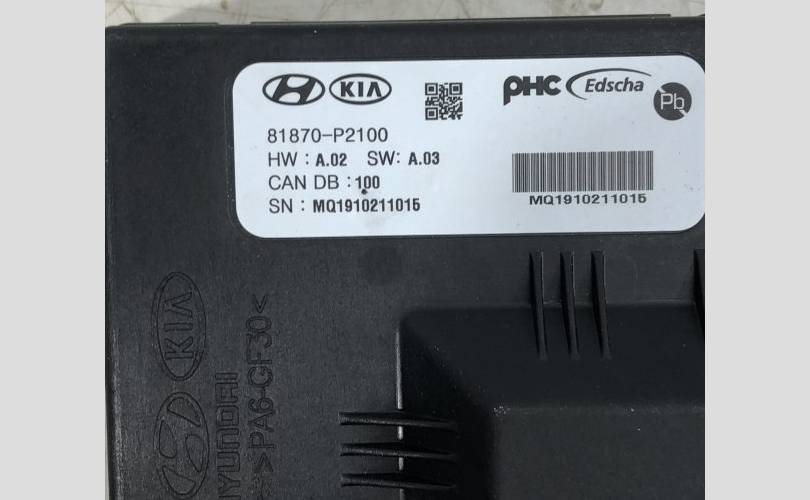 KIA
PHC Edscha
Pb
81870-P2100
HW : A.02 SW: A.03
CAN DB : 100
SN : MQ1910211015
MQ1910211015
KIA
HYUNDAI
>PA6-GF30<